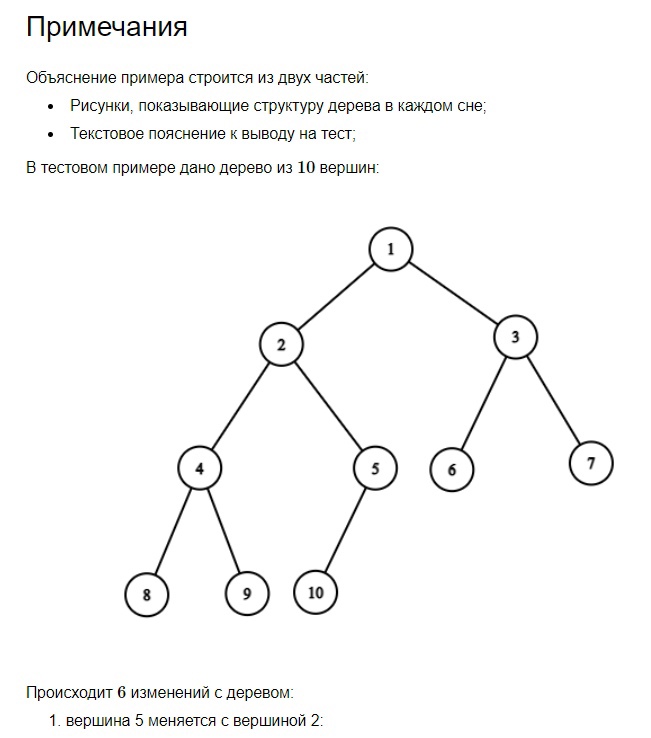 Примечания
Объяснение примера строится из двух частей:
• Рисунки, показывающие структуру дерева в каждом сне;
• Текстовое пояснение к выводу на тест;
В тестовом примере дано дерево из 10 вершин:
1
2
3
4
5
6
7
8
9
10
Происходит 6 изменений с деревом:
1. вершина 5 меняется с вершиной 2: